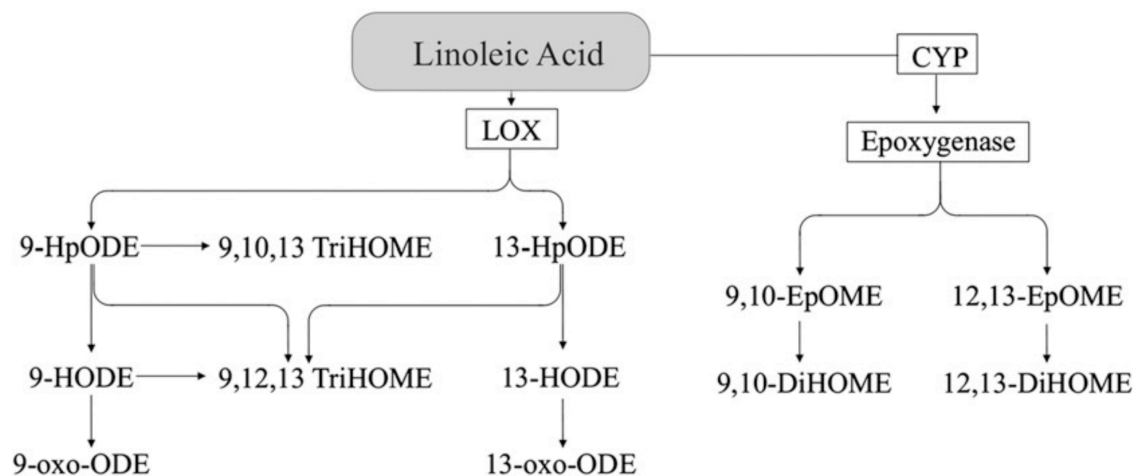 Linoleic Acid
CYP
LOX
Epoxygenase
9-HpODE
9,10,13 TriHOME
13-HpODE
9,10-EpOME
12,13-EpOME
9-HODE
9,12,13 TriHOME
13-HODE
9,10-DiHOME
12,13-DiHOME
9-oxo-ODE
13-oxo-ODE